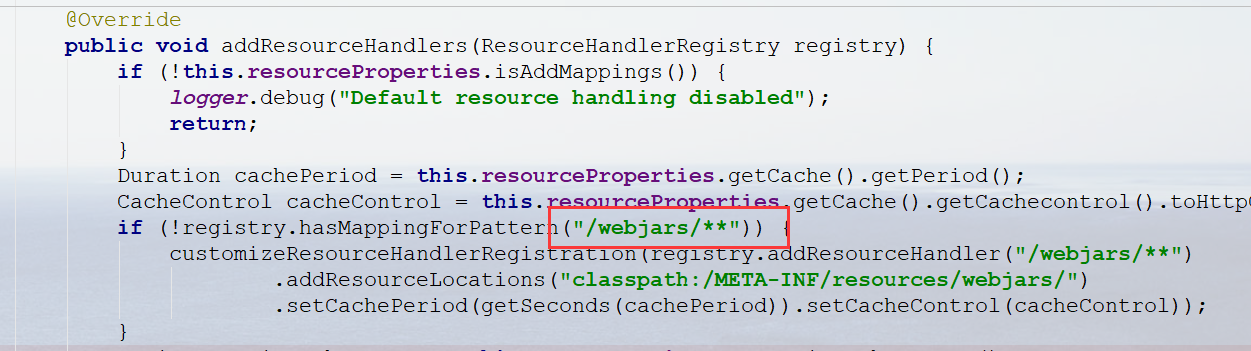 @Override
public void addResourceHandlers(ResourceHandlerRegistry registry) {
if (!this.resourceProperties.isAddMappings()) {
logger.debug("Default resource handling disabled");
return;
}
Duration cachePeriod = this.resourceProperties.getCache().getPeriod();
CacheControl cacheControl = this.resourceProperties.getCache().getCachecontrol().toHttpC
if (!registry.hasMappingForPattern("/webjars/**")) {
customizeResourceHandlerRegistration(registry.addResourceHandler("/webjars/**")
.addResourceLocations("classpath:/META-INF/resources/webjars/")
.setCachePeriod(getSeconds(cachePeriod)).setCacheControl(cacheControl));
}